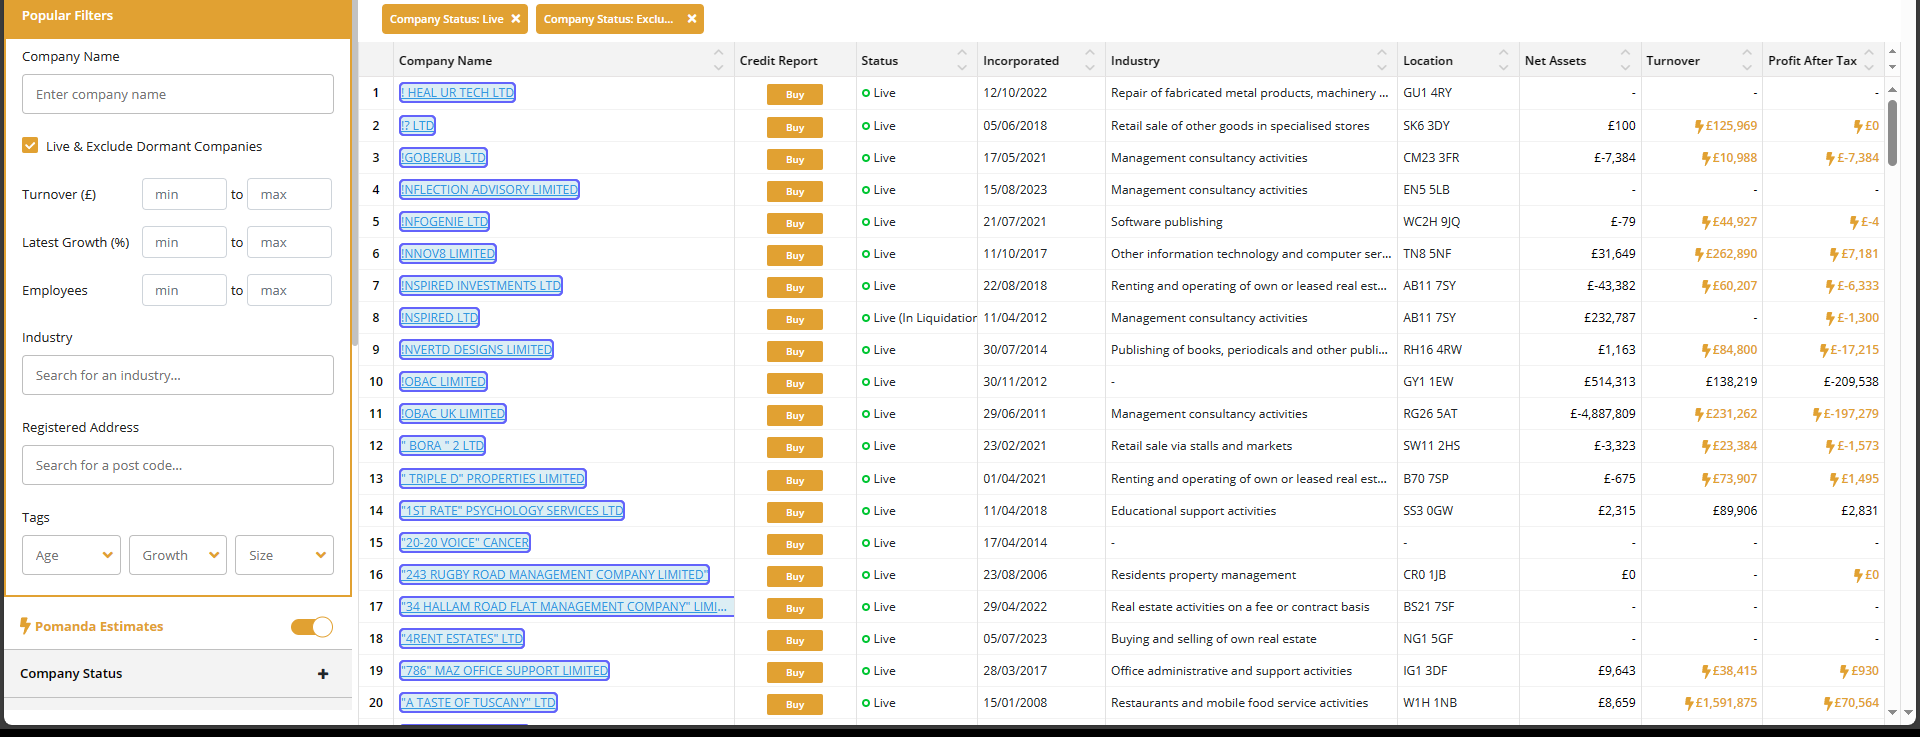 Popular Filters
Company Name
Enter company name
Live & Exclude Dormant Companies
Turnover (£) min to max
Latest Growth (%) min to max
Employees min to max
Industry
Search for an industry...
Registered Address
Search for a post code...
Tags
Age Growth Size
Pomanda Estimates
Company Status +
Company Status: Live × Company Status: Exclu... ×
Company Name Credit Report Status Incorporated Industry Location Net Assets Turnover Profit After Tax
1 ! HEAL UR TECH LTD Buy Live 12/10/2022 Repair of fabricated metal products, machinery ... GU1 4RY - - -
2 !? LTD Buy Live 05/06/2018 Retail sale of other goods in specialised stores SK6 3DY £100 £125,969 £0
3 !GOBERUB LTD Buy Live 17/05/2021 Management consultancy activities CM23 3FR £-7,384 £10,988 £-7,384
4 !NFLECTION ADVISORY LIMITED Buy Live 15/08/2023 Management consultancy activities EN5 5LB - - -
5 !NFOGENIE LTD Buy Live 21/07/2021 Software publishing WC2H 9JQ £-79 £44,927 £-4
6 !NNOV8 LIMITED Buy Live 11/10/2017 Other information technology and computer ser... TN8 5NF £31,649 £262,890 £7,181
7 !NSPIRED INVESTMENTS LTD Buy Live 22/08/2018 Renting and operating of own or leased real est... AB11 7SY £-43,382 £60,207 £-6,333
8 !NSPIRED LTD Buy Live (In Liquidation 11/04/2012 Management consultancy activities AB11 7SY £232,787 - £-1,300
9 !NVERTD DESIGNS LIMITED Buy Live 30/07/2014 Publishing of books, periodicals and other publi... RH16 4RW £1,163 £84,800 £-17,215
10 !OBAC LIMITED Buy Live 30/11/2012 - GY1 1EW £514,313 £138,219 £-209,538
11 !OBAC UK LIMITED Buy Live 29/06/2011 Management consultancy activities RG26 5AT £-4,887,809 £231,262 £-197,279
12 " BORA " 2 LTD Buy Live 23/02/2021 Retail sale via stalls and markets SW11 2HS £-3,323 £23,384 £-1,573
13 " TRIPLE D" PROPERTIES LIMITED Buy Live 01/04/2021 Renting and operating of own or leased real est... B70 7SP £-675 £73,907 £1,495
14 "1ST RATE" PSYCHOLOGY SERVICES LTD Buy Live 11/04/2018 Educational support activities SS3 0GW £2,315 £89,906 £2,831
15 "20-20 VOICE" CANCER Buy Live 17/04/2014 - - - - -
16 "243 RUGBY ROAD MANAGEMENT COMPANY LIMITED" Buy Live 23/08/2006 Residents property management CR0 1JB £0 - £0
17 "34 HALLAM ROAD FLAT MANAGEMENT COMPANY" LIMI... Buy Live 29/04/2022 Real estate activities on a fee or contract basis BS21 7SF - - -
18 "4RENT ESTATES" LTD Buy Live 05/07/2023 Buying and selling of own real estate NG1 5GF - - -
19 "786" MAZ OFFICE SUPPORT LIMITED Buy Live 28/03/2017 Office administrative and support activities IG1 3DF £9,643 £38,415 £930
20 "A TASTE OF TUSCANY" LTD Buy Live 15/01/2008 Restaurants and mobile food service activities W1H 1NB £8,659 £1,591,875 £70,564